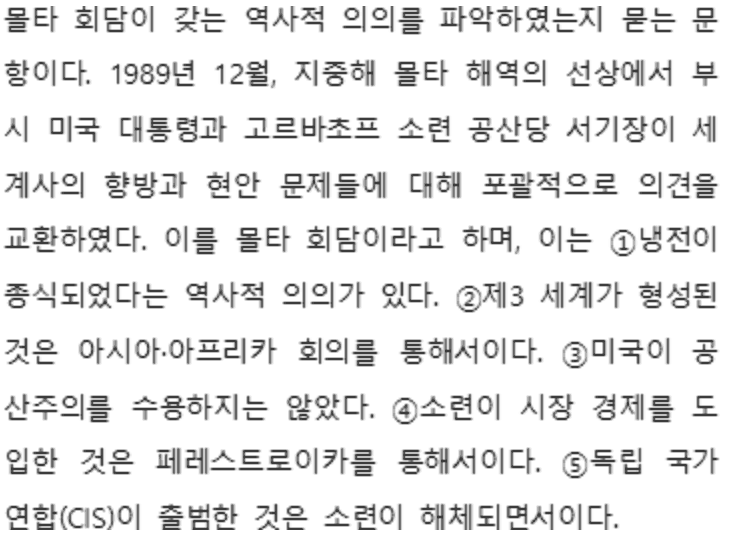 몰타 회담이 갖는 역사적 의의를 파악하였는지 묻는 문
항이다. 1989년 12월, 지중해 몰타 해역의 선상에서 부
시 미국 대통령과 고르바초프 소련 공산당 서기장이 세
계사의 향방과 현안 문제들에 대해 포괄적으로 의견을
교환하였다. 이를 몰타 회담이라고 하며, 이는 ①냉전이
종식되었다는 역사적 의의가 있다. ②제3 세계가 형성된
것은 아시아·아프리카 회의를 통해서이다. ③미국이 공
산주의를 수용하지는 않았다. ④소련이 시장 경제를 도
입한 것은 페레스트로이카를 통해서이다. ⑤독립 국가
연합(CIS)이 출범한 것은 소련이 해체되면서이다.